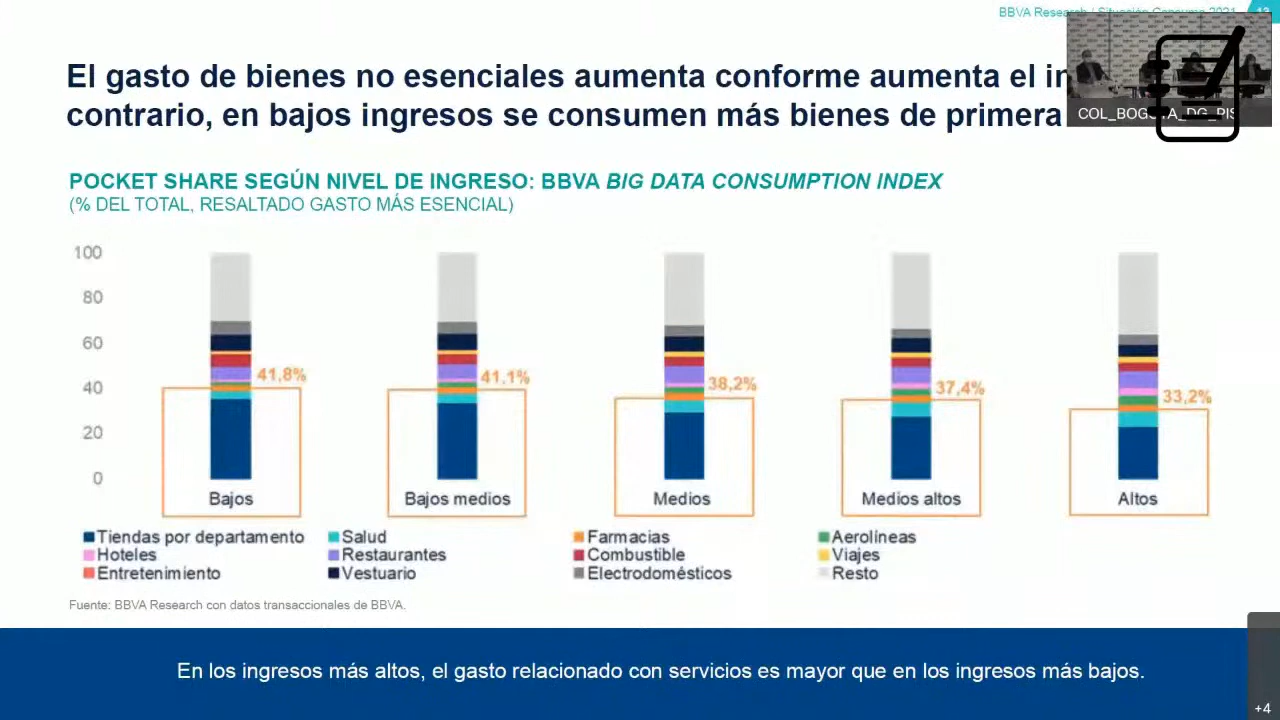 BBVA Research | Situación Consumo 2021 13
El gasto de bienes no esenciales aumenta conforme aumenta el
contrario, en bajos ingresos se consumen más bienes de primera
POCKET SHARE SEGÚN NIVEL DE INGRESO: BBVA BIG DATA CONSUMPTION INDEX
(% DEL TOTAL, RESALTADO GASTO MÁS ESENCIAL)
100
80
60
40
20
0
41,8%
41,1%
38,2%
37,4%
33,2%
Bajos
Bajos medios
Medios
Medios altos
Altos
Tiendas por departamento
Salud
Farmacias
Aerolíneas
Hoteles
Restaurantes
Combustible
Viajes
Entretenimiento
Vestuario
Electrodomésticos
Resto
Fuente: BBVA Research con datos transaccionales de BBVA.
En los ingresos más altos, el gasto relacionado con servicios es mayor que en los ingresos más bajos.
+4